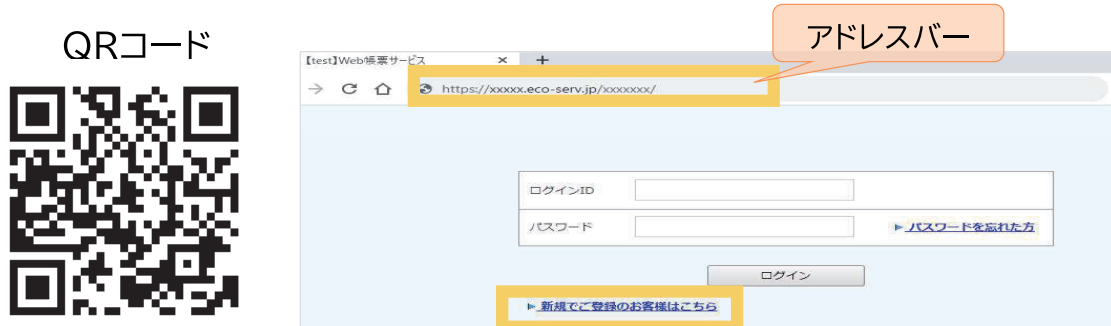 QRコード
アドレスバー
【test】Web帳票サービス
https://xxxxx.eco-serv.jp/xxxxxxx/
ログインID
パスワード
パスワードを忘れた方
ログイン
新規でご登録のお客様はこちら